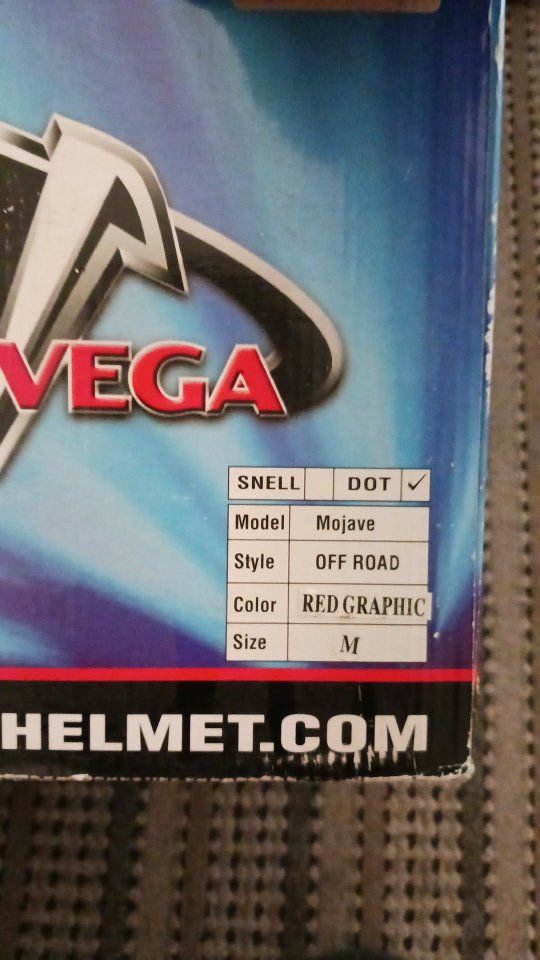 VEGA
SNELL DOT ✓
Model Mojave
Style OFF ROAD
Color RED GRAPHIC
Size M
HELMET.COM